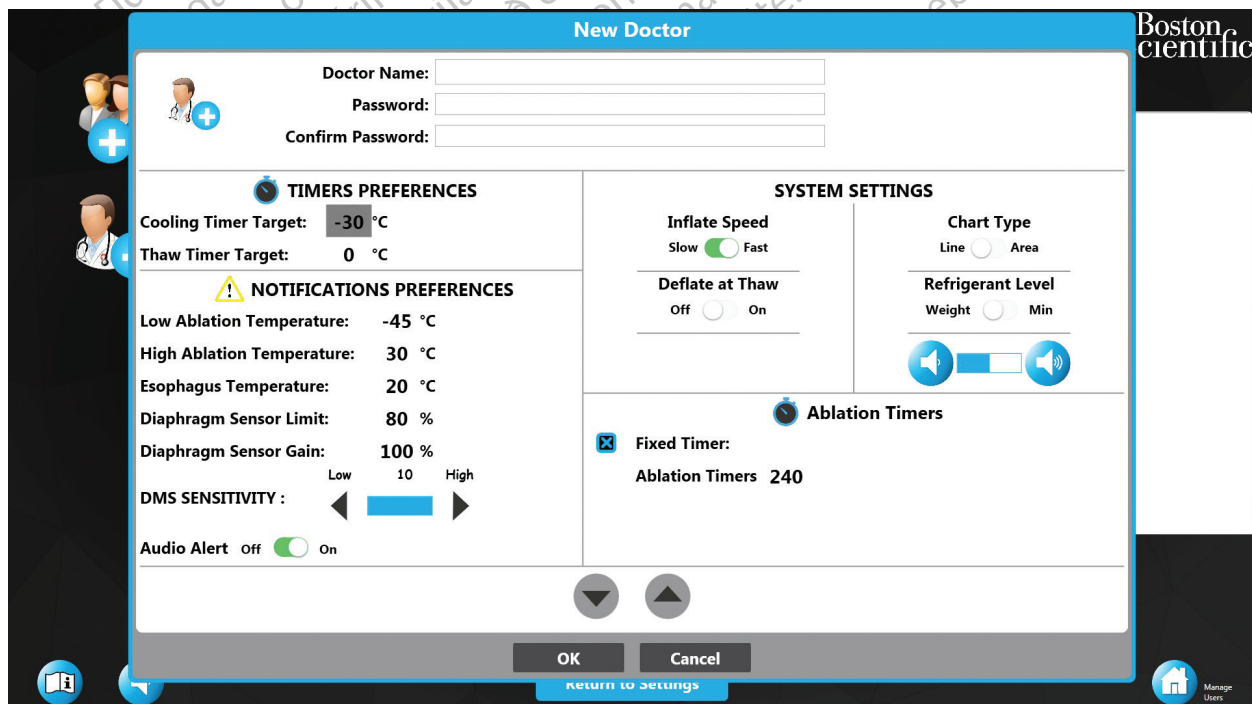 New Doctor
Boston
Scientific
Doctor Name:
Password:
Confirm Password:
TIMERS PREFERENCES
Cooling Timer Target: -30 °C
Thaw Timer Target: 0 °C
NOTIFICATIONS PREFERENCES
Low Ablation Temperature: -45 °C
High Ablation Temperature: 30 °C
Esophagus Temperature: 20 °C
Diaphragm Sensor Limit: 80 %
Diaphragm Sensor Gain: 100 %
Low 10 High
DMS SENSITIVITY :
Audio Alert Off On
SYSTEM SETTINGS
Inflate Speed
Slow Fast
Deflate at Thaw
Off On
Chart Type
Line Area
Refrigerant Level
Weight Min
Ablation Timers
Fixed Timer:
Ablation Timers 240
OK Cancel
Return to Settings
Manage
Users